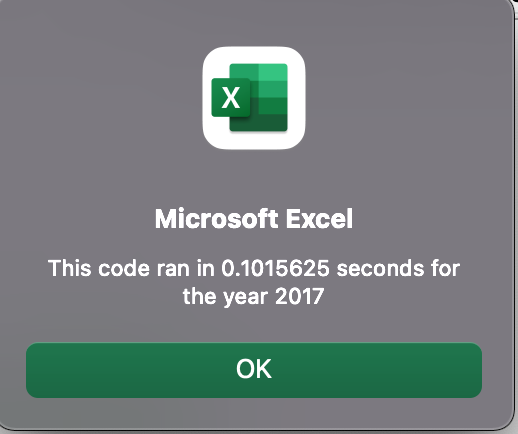 X
Microsoft Excel
This code ran in 0.1015625 seconds for
the year 2017
OK